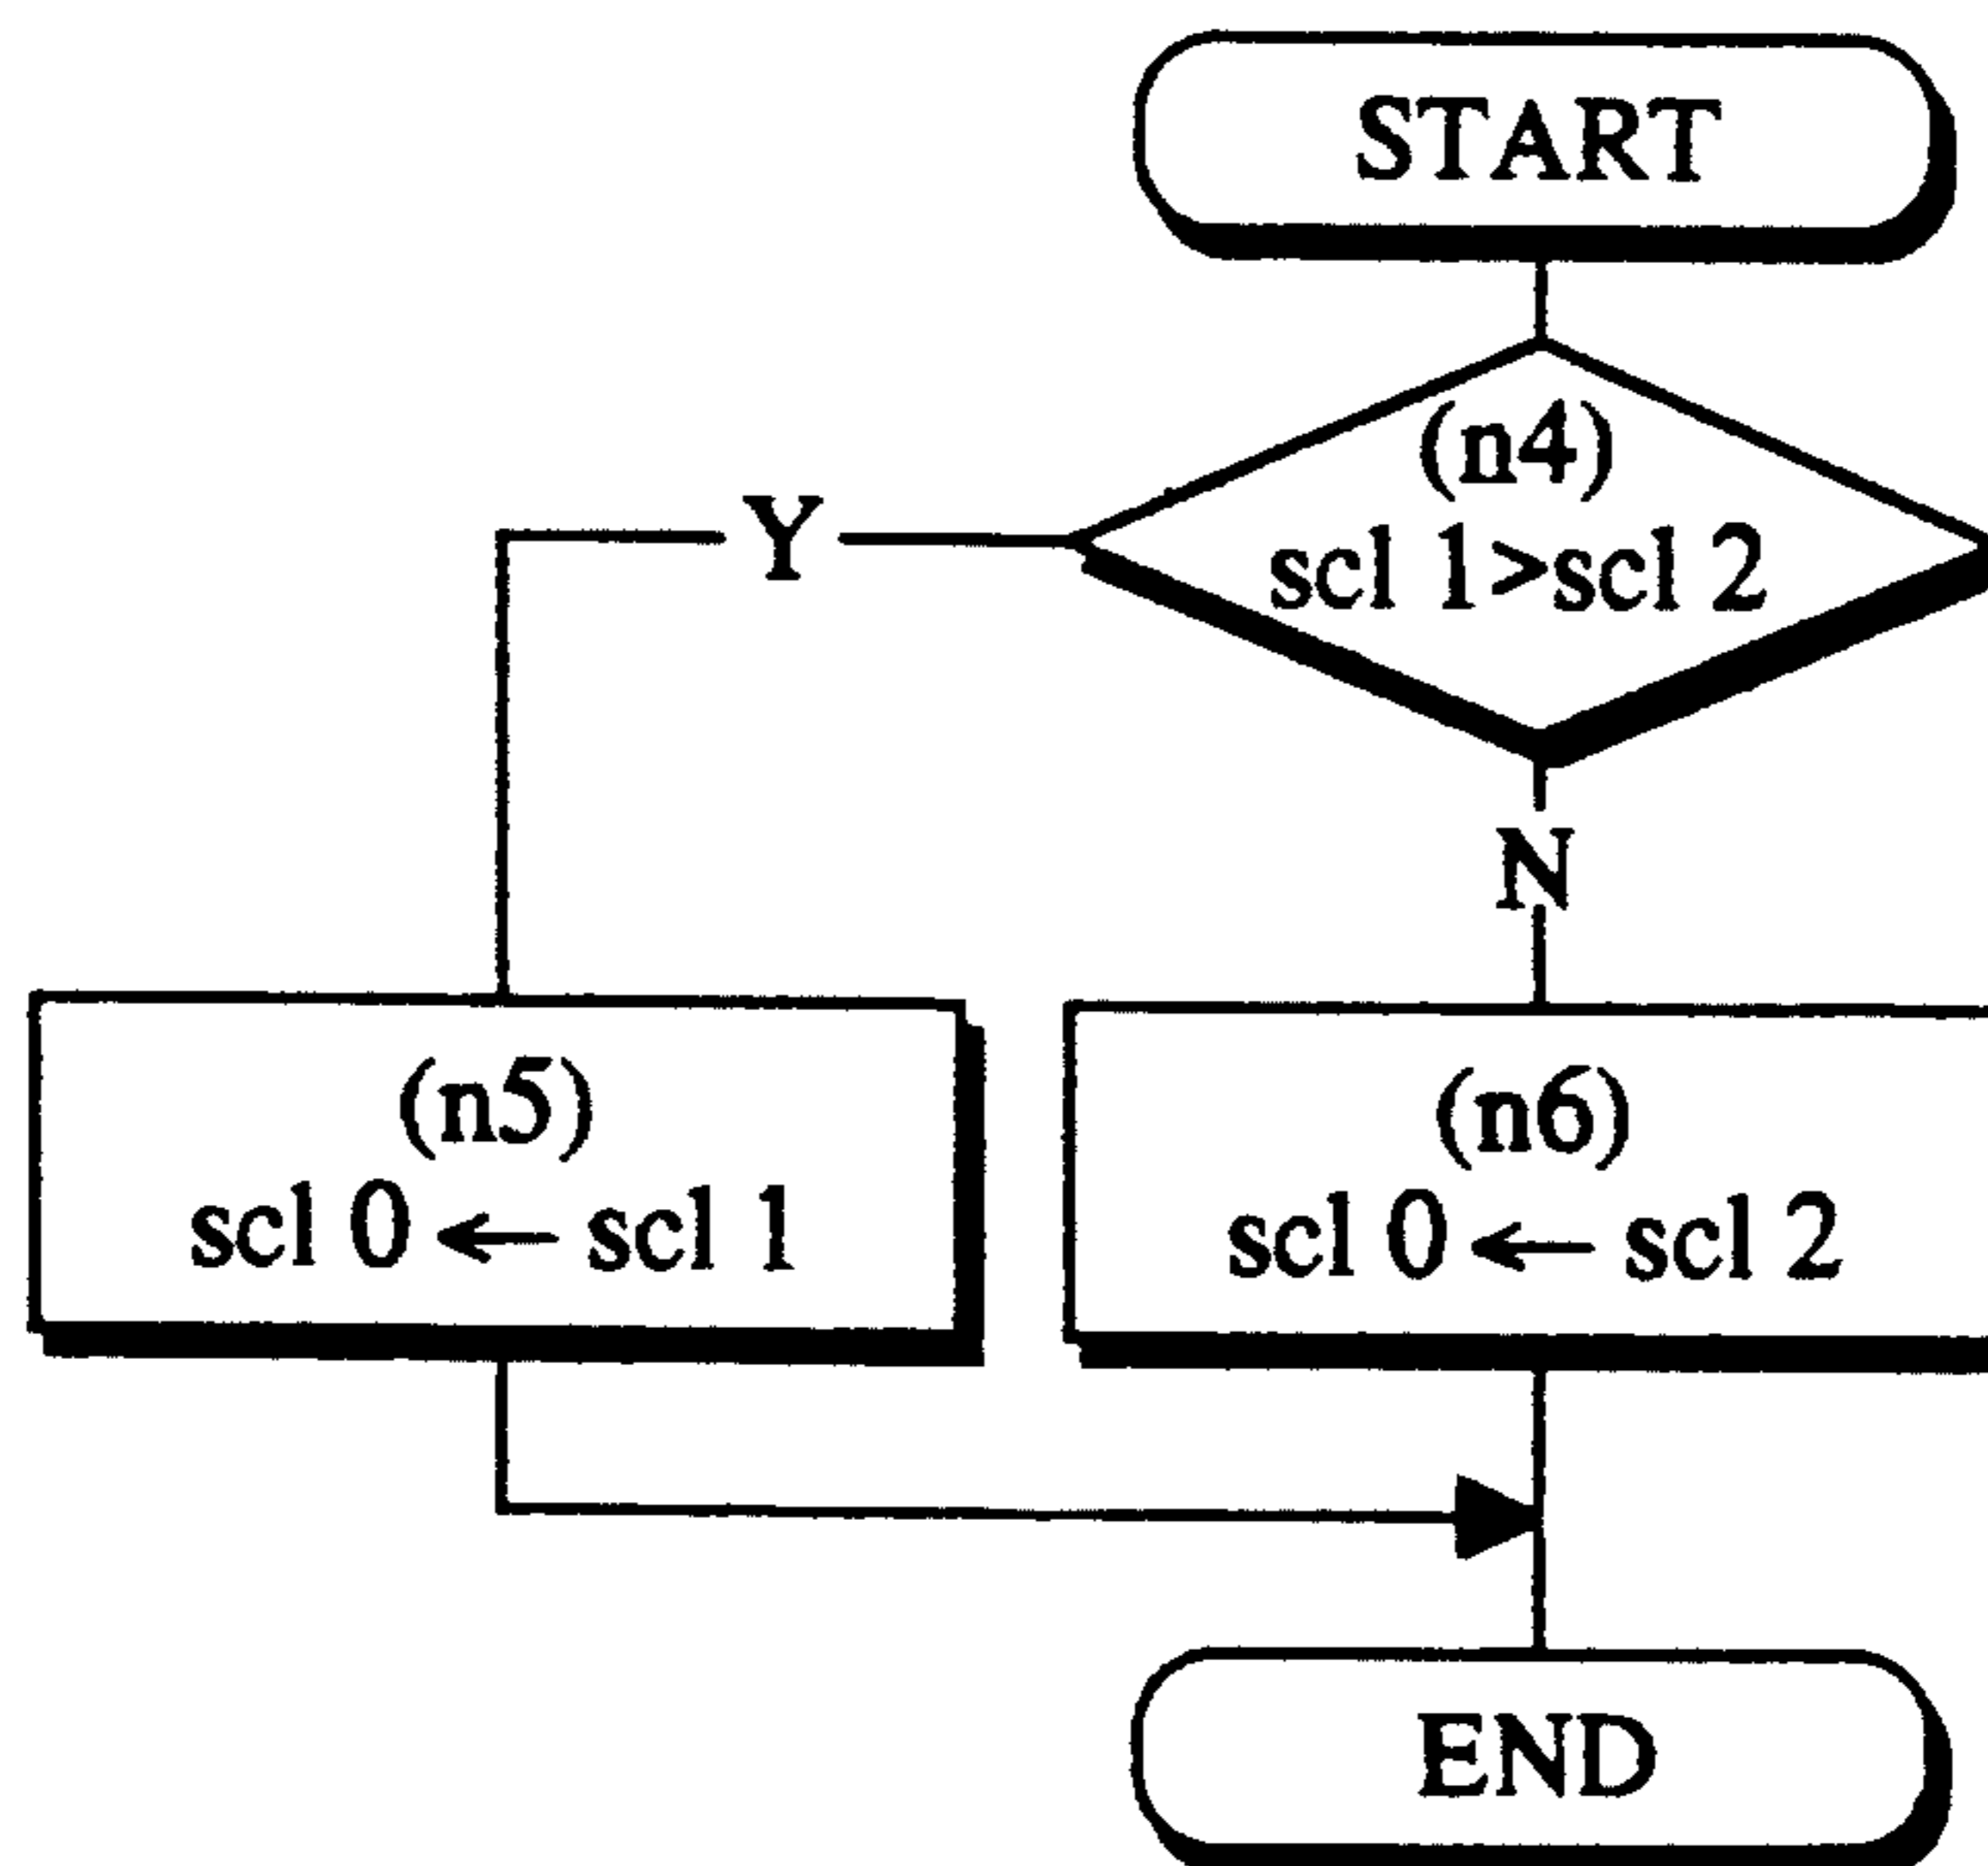 START
(n4)
scl 1>scl 2
Y
N
(n5)
scl 0 ← scl 1
(n6)
scl 0 ← scl 2
END